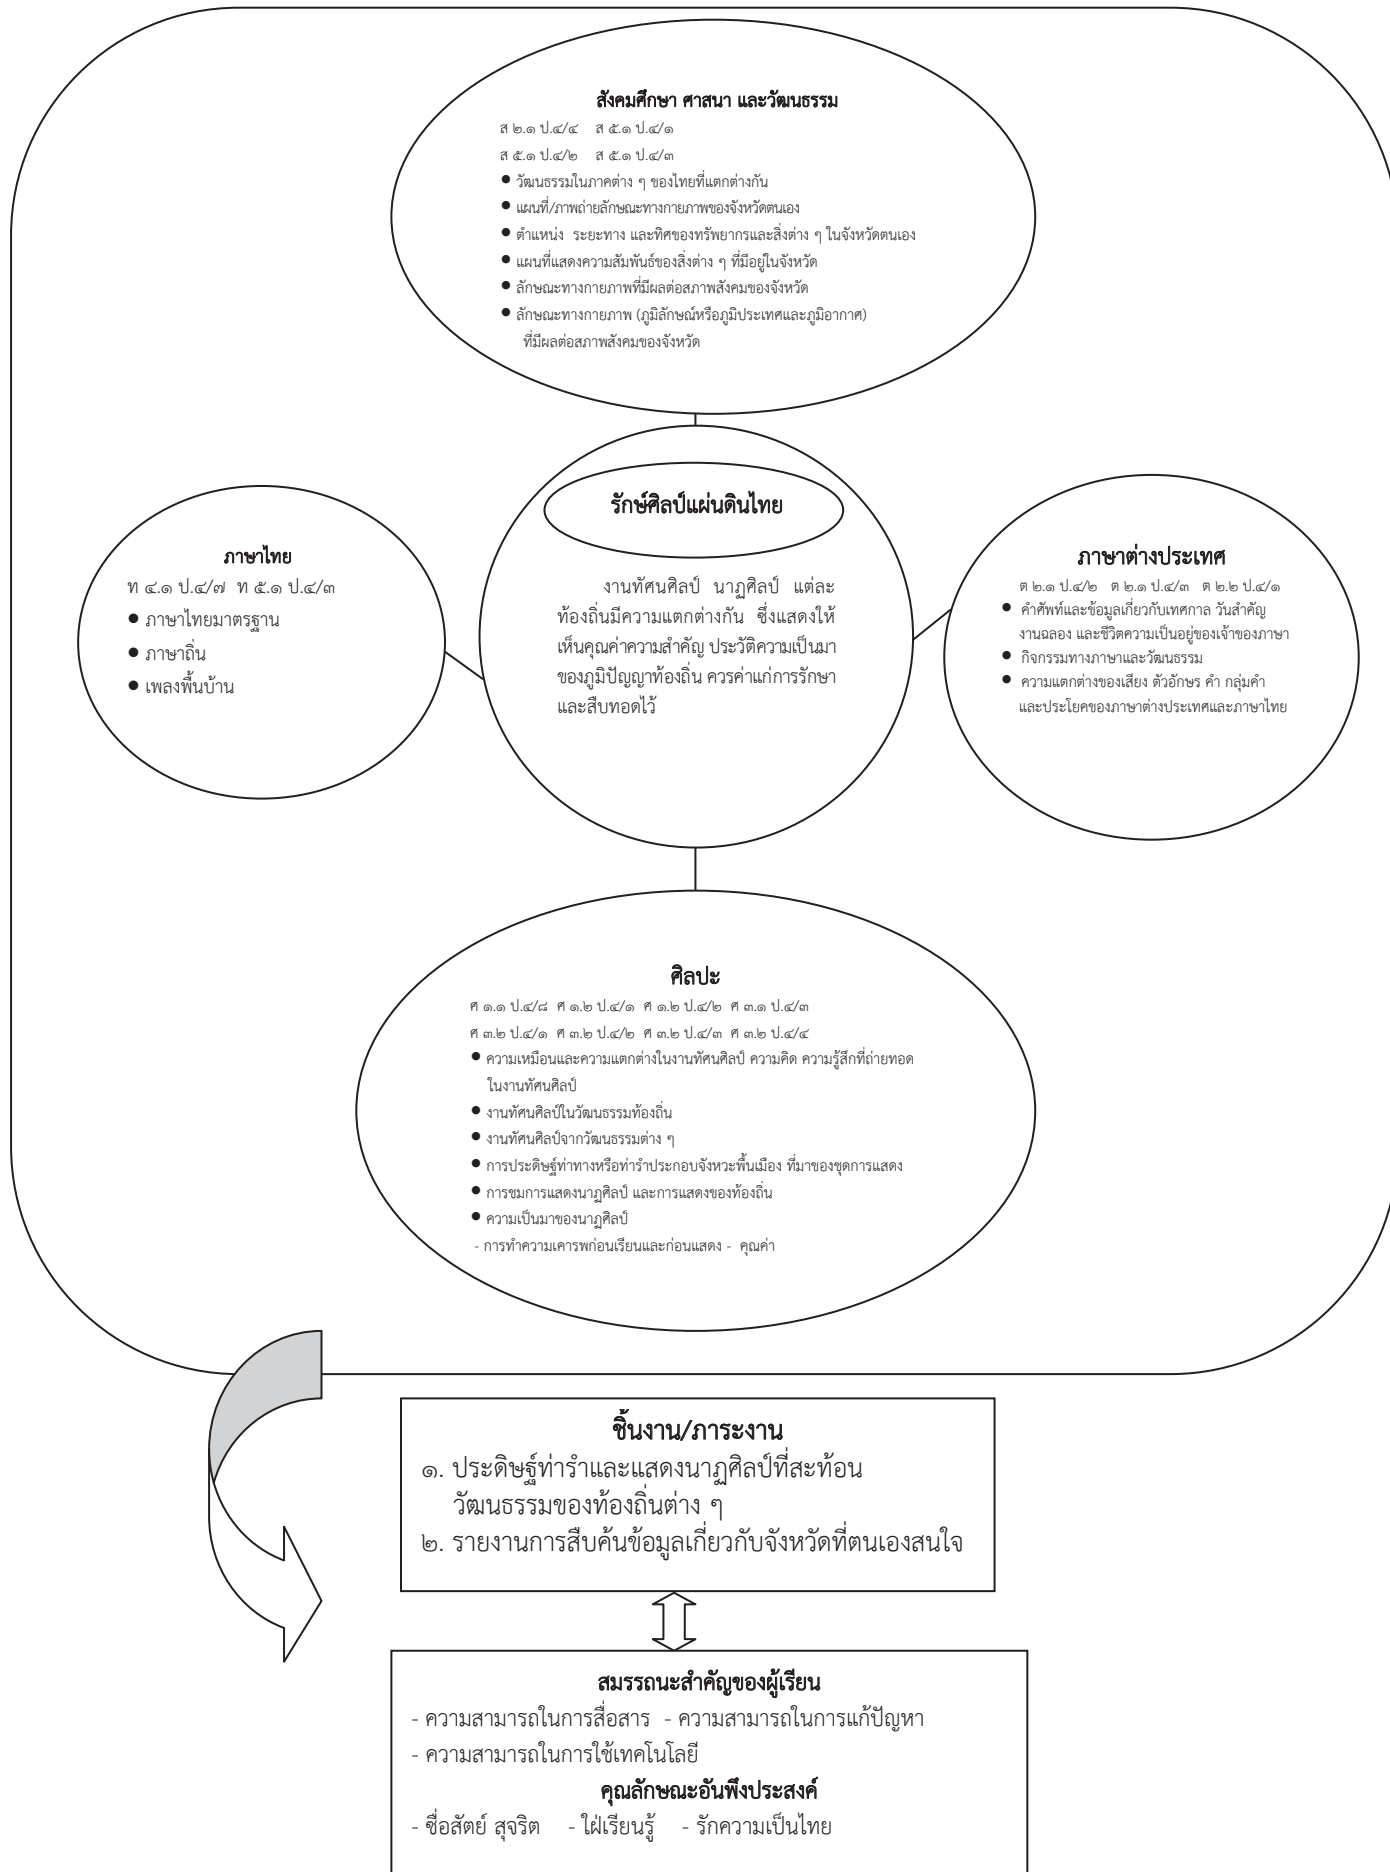 สังคมศึกษา ศาสนา และวัฒนธรรม
ส ๒.๑ ป.๔/๔ ส ๕.๑ ป.๔/๑
ส ๕.๑ ป.๔/๒ ส ๕.๑ ป.๔/๓
● วัฒนธรรมในภาคต่าง ๆ ของไทยที่แตกต่างกัน
● แผนที่/ภาพถ่ายลักษณะทางกายภาพของจังหวัดตนเอง
● ตำแหน่ง ระยะทาง และทิศของทรัพยากรและสิ่งต่าง ๆ ในจังหวัดตนเอง
● แผนที่แสดงความสัมพันธ์ของสิ่งต่าง ๆ ที่มีอยู่ในจังหวัด
● ลักษณะทางกายภาพที่มีผลต่อสภาพสังคมของจังหวัด
● ลักษณะทางกายภาพ (ภูมิลักษณ์หรือภูมิประเทศและภูมิอากาศ)
ที่มีผลต่อสภาพสังคมของจังหวัด
ภาษาไทย
ท ๔.๑ ป.๔/๗ ท ๕.๑ ป.๔/๓
● ภาษาไทยมาตรฐาน
● ภาษาถิ่น
● เพลงพื้นบ้าน
รักษ์ศิลป์แผ่นดินไทย
งานทัศนศิลป์ นาฏศิลป์ แต่ละ
ท้องถิ่นมีความแตกต่างกัน ซึ่งแสดงให้
เห็นคุณค่าความสำคัญ ประวัติความเป็นมา
ของภูมิปัญญาท้องถิ่น ควรค่าแก่การรักษา
และสืบทอดไว้
ภาษาต่างประเทศ
ต ๒.๑ ป.๔/๒ ต ๒.๑ ป.๔/๓ ต ๒.๒ ป.๔/๑
● คำศัพท์และข้อมูลเกี่ยวกับเทศกาล วันสำคัญ
งานฉลอง และชีวิตความเป็นอยู่ของเจ้าของภาษา
● กิจกรรมทางภาษาและวัฒนธรรม
● ความแตกต่างของเสียง ตัวอักษร คำ กลุ่มคำ
และประโยคของภาษาต่างประเทศและภาษาไทย
ศิลปะ
ศ ๑.๑ ป.๔/๘ ศ ๑.๒ ป.๔/๑ ศ ๑.๒ ป.๔/๒ ศ ๓.๑ ป.๔/๓
ศ ๓.๒ ป.๔/๑ ศ ๓.๒ ป.๔/๒ ศ ๓.๒ ป.๔/๓ ศ ๓.๒ ป.๔/๔
● ความเหมือนและความแตกต่างในงานทัศนศิลป์ ความคิด ความรู้สึกที่ถ่ายทอด
ในงานทัศนศิลป์
● งานทัศนศิลป์ในวัฒนธรรมท้องถิ่น
● งานทัศนศิลป์จากวัฒนธรรมต่าง ๆ
● การประดิษฐ์ท่าทางหรือท่ารำประกอบจังหวะพื้นเมือง ที่มาของชุดการแสดง
● การชมการแสดงนาฏศิลป์ และการแสดงของท้องถิ่น
● ความเป็นมาของนาฏศิลป์
- การทำความเคารพก่อนเรียนและก่อนแสดง - คุณค่า
ชิ้นงาน/ภาระงาน
๑. ประดิษฐ์ท่ารำและแสดงนาฏศิลป์ที่สะท้อน
วัฒนธรรมของท้องถิ่นต่าง ๆ
๒. รายงานการสืบค้นข้อมูลเกี่ยวกับจังหวัดที่ตนเองสนใจ
สมรรถนะสำคัญของผู้เรียน
- ความสามารถในการสื่อสาร - ความสามารถในการแก้ปัญหา
- ความสามารถในการใช้เทคโนโลยี
คุณลักษณะอันพึงประสงค์
- ซื่อสัตย์ สุจริต - ใฝ่เรียนรู้ - รักความเป็นไทย